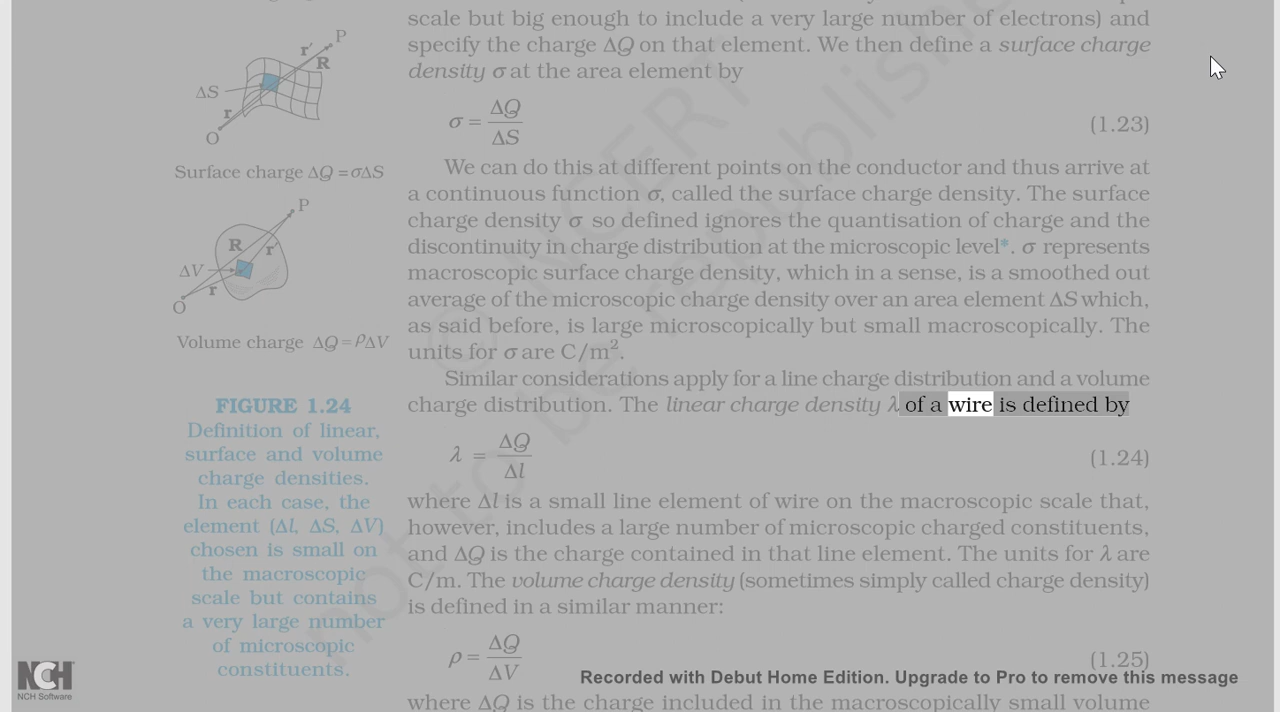 scale but big enough to include a very large number of electrons) and
specify the charge ΔQ on that element. We then define a surface charge
density σ at the area element by
σ = ΔQ/ΔS (1.23)
We can do this at different points on the conductor and thus arrive at
a continuous function σ, called the surface charge density. The surface
charge density σ so defined ignores the quantisation of charge and the
discontinuity in charge distribution at the microscopic level*. σ represents
macroscopic surface charge density, which in a sense, is a smoothed out
average of the microscopic charge density over an area element ΔS which,
as said before, is large microscopically but small macroscopically. The
units for σ are C/m².
Similar considerations apply for a line charge distribution and a volume
charge distribution. The linear charge density λ of a wire is defined by
λ = ΔQ/Δl (1.24)
where Δl is a small line element of wire on the macroscopic scale that,
however, includes a large number of microscopic charged constituents,
and ΔQ is the charge contained in that line element. The units for λ are
C/m. The volume charge density (sometimes simply called charge density)
is defined in a similar manner:
ρ = ΔQ/ΔV (1.25)
where ΔQ is the charge included in the macroscopically small volume
r′ P
R
ΔS
r
O
Surface charge ΔQ = σΔS
P
R
r′
ΔV
r
O
Volume charge ΔQ = ρΔV
FIGURE 1.24
Definition of linear,
surface and volume
charge densities.
In each case, the
element (Δl, ΔS, ΔV)
chosen is small on
the macroscopic
scale but contains
a very large number
of microscopic
constituents.
© NCERT
not to be republished
NCH
NCH Software
Recorded with Debut Home Edition. Upgrade to Pro to remove this message